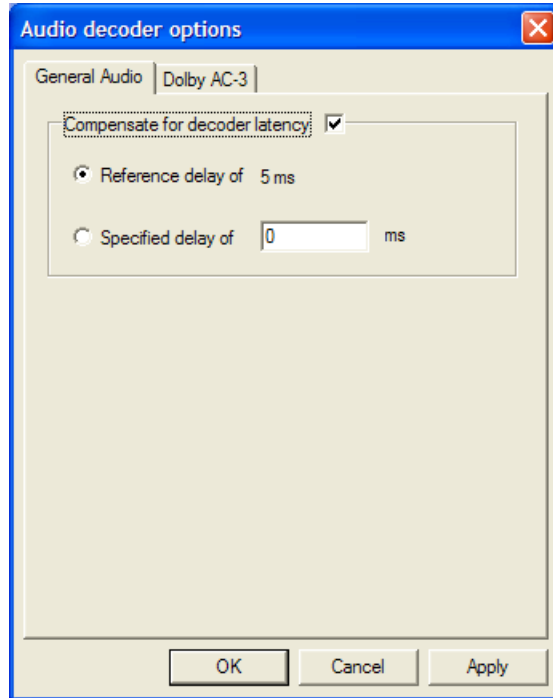 Audio decoder options
General Audio Dolby AC-3
Compensate for decoder latency
Reference delay of 5 ms
Specified delay of 0 ms
OK Cancel Apply